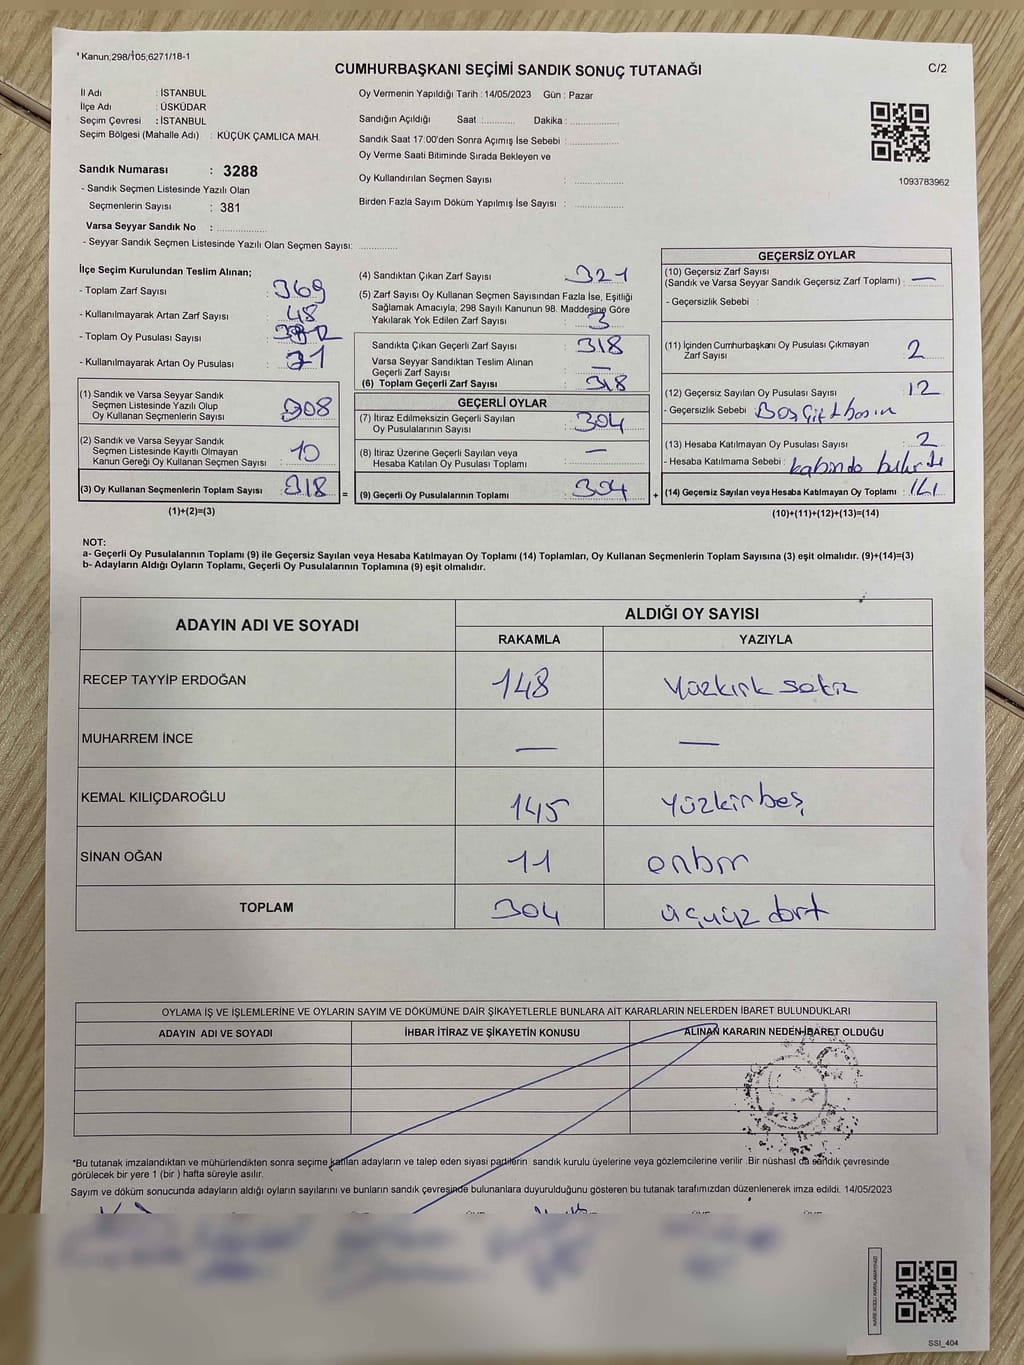 ¹ Kanun;298/105;6271/18-1
CUMHURBAŞKANI SEÇİMİ SANDIK SONUÇ TUTANAĞI
C/2
İl Adı : İSTANBUL
İlçe Adı : ÜSKÜDAR
Seçim Çevresi : İSTANBUL
Seçim Bölgesi (Mahalle Adı) : KÜÇÜK ÇAMLICA MAH.
Sandık Numarası : 3288
- Sandık Seçmen Listesinde Yazılı Olan
Seçmenlerin Sayısı : 381
Varsa Seyyar Sandık No :
- Seyyar Sandık Seçmen Listesinde Yazılı Olan Seçmen Sayısı:
Oy Vermenin Yapıldığı Tarih : 14/05/2023 Gün : Pazar
Sandığın Açıldığı Saat : Dakika :
Sandık Saat 17:00'den Sonra Açımış İse Sebebi :
Oy Verme Saati Bitiminde Sırada Bekleyen ve
Oy Kullandırılan Seçmen Sayısı :
Birden Fazla Sayım Döküm Yapılmış İse Sayısı :
1093783962
İlçe Seçim Kurulundan Teslim Alınan;
- Toplam Zarf Sayısı : 369
- Kullanılmayarak Artan Zarf Sayısı : 48
- Toplam Oy Pusulası Sayısı :
- Kullanılmayarak Artan Oy Pusulası : 71
(1) Sandık ve Varsa Seyyar Sandık
Seçmen Listesinde Yazılı Olup
Oy Kullanan Seçmenlerin Sayısı : 308
(2) Sandık ve Varsa Seyyar Sandık
Seçmen Listesinde Kayıtlı Olmayan
Kanun Gereği Oy Kullanan Seçmen Sayısı : 10
(3) Oy Kullanan Seçmenlerin Toplam Sayısı : 318 =
(1)+(2)=(3)
(4) Sandıktan Çıkan Zarf Sayısı : 321
(5) Zarf Sayısı Oy Kullanan Seçmen Sayısından Fazla İse, Eşitliği
Sağlamak Amacıyla; 298 Sayılı Kanunun 98. Maddesine Göre
Yakılarak Yok Edilen Zarf Sayısı : 3
Sandıkta Çıkan Geçerli Zarf Sayısı : 318
Varsa Seyyar Sandıktan Teslim Alınan
Geçerli Zarf Sayısı : —
(6) Toplam Geçerli Zarf Sayısı : 318
GEÇERLİ OYLAR
(7) İtiraz Edilmeksizin Geçerli Sayılan
Oy Pusulalarının Sayısı : 304
(8) İtiraz Üzerine Geçerli Sayılan veya
Hesaba Katılan Oy Pusulası Toplamı : —
(9) Geçerli Oy Pusulalarının Toplamı : 304 +
GEÇERSİZ OYLAR
(10) Geçersiz Zarf Sayısı
(Sandık ve Varsa Seyyar Sandık Geçersiz Zarf Toplamı) : —
- Geçersizlik Sebebi :
(11) İçinden Cumhurbaşkanı Oy Pusulası Çıkmayan
Zarf Sayısı : 2
(12) Geçersiz Sayılan Oy Pusulası Sayısı : 12
- Geçersizlik Sebebi : Boş Çift basın
(13) Hesaba Katılmayan Oy Pusulası Sayısı : 2
- Hesaba Katılmama Sebebi : kabinde
(14) Geçersiz Sayılan veya Hesaba Katılmayan Oy Toplamı : 14
(10)+(11)+(12)+(13)=(14)
NOT:
a- Geçerli Oy Pusulalarının Toplamı (9) ile Geçersiz Sayılan veya Hesaba Katılmayan Oy Toplamı (14) Toplamları, Oy Kullanan Seçmenlerin Toplam Sayısına (3) eşit olmalıdır. (9)+(14)=(3)
b- Adayların Aldığı Oyların Toplamı, Geçerli Oy Pusulalarının Toplamına (9) eşit olmalıdır.
ADAYIN ADI VE SOYADI
ALDIĞI OY SAYISI
RAKAMLA YAZIYLA
RECEP TAYYİP ERDOĞAN 148 Yüzkırk sekiz
MUHARREM İNCE — —
KEMAL KILIÇDAROĞLU 145 yüzkırbeş
SİNAN OĞAN 11 onbir
TOPLAM 304 üçyüz dört
OYLAMA İŞ VE İŞLEMLERİNE VE OYLARIN SAYIM VE DÖKÜMÜNE DAİR ŞİKAYETLERLE BUNLARA AİT KARARLARIN NELERDEN İBARET BULUNDUKLARI
ADAYIN ADI VE SOYADI İHBAR İTİRAZ VE ŞİKAYETİN KONUSU ALINAN KARARIN NEDEN İBARET OLDUĞU
*Bu tutanak imzalandıktan ve mühürlendikten sonra seçime katılan adayların ve talep eden siyasi partilerin sandık kurulu üyelerine veya gözlemcilerine verilir .Bir nüshası da sandık çevresinde
görülecek bir yere 1 (bir ) hafta süreyle asılır.
Sayım ve döküm sonucunda adayların aldığı oyların sayılarını ve bunların sandık çevresinde bulunanlara duyurulduğunu gösteren bu tutanak tarafımızdan düzenlenerek imza edildi. 14/05/2023
SSI_404